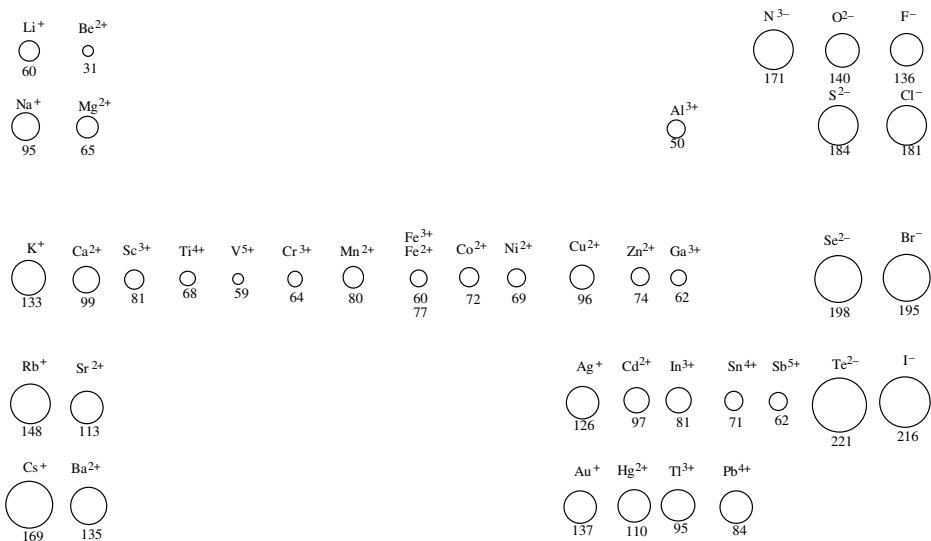 Li+ Be2+ N3− O2− F−
60 31 171 140 136
Na+ Mg2+ Al3+ S2− Cl−
95 65 50 184 181
Fe3+
K+ Ca2+ Sc3+ Ti4+ V5+ Cr3+ Mn2+ Fe2+ Co2+ Ni2+ Cu2+ Zn2+ Ga3+ Se2− Br−
133 99 81 68 59 64 80 60 72 69 96 74 62 198 195
77
Rb+ Sr2+ Ag+ Cd2+ In3+ Sn4+ Sb5+ Te2− I−
148 113 126 97 81 71 62 221 216
Cs+ Ba2+ Au+ Hg2+ Tl3+ Pb4+
169 135 137 110 95 84